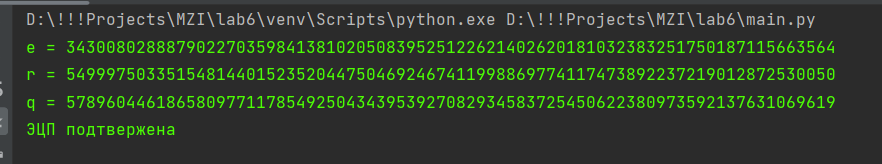 D:\!!!Projects\MZI\lab6\venv\Scripts\python.exe D:\!!!Projects\MZI\lab6\main.py
e = 34300802888790227035984138102050839525122621402620181032383251750187115663564
r = 54999750335154814401523520447504692467411998869774117473892237219012872530050
q = 57896044618658097711785492504343953927082934583725450622380973592137631069619
ЭЦП подтвержена